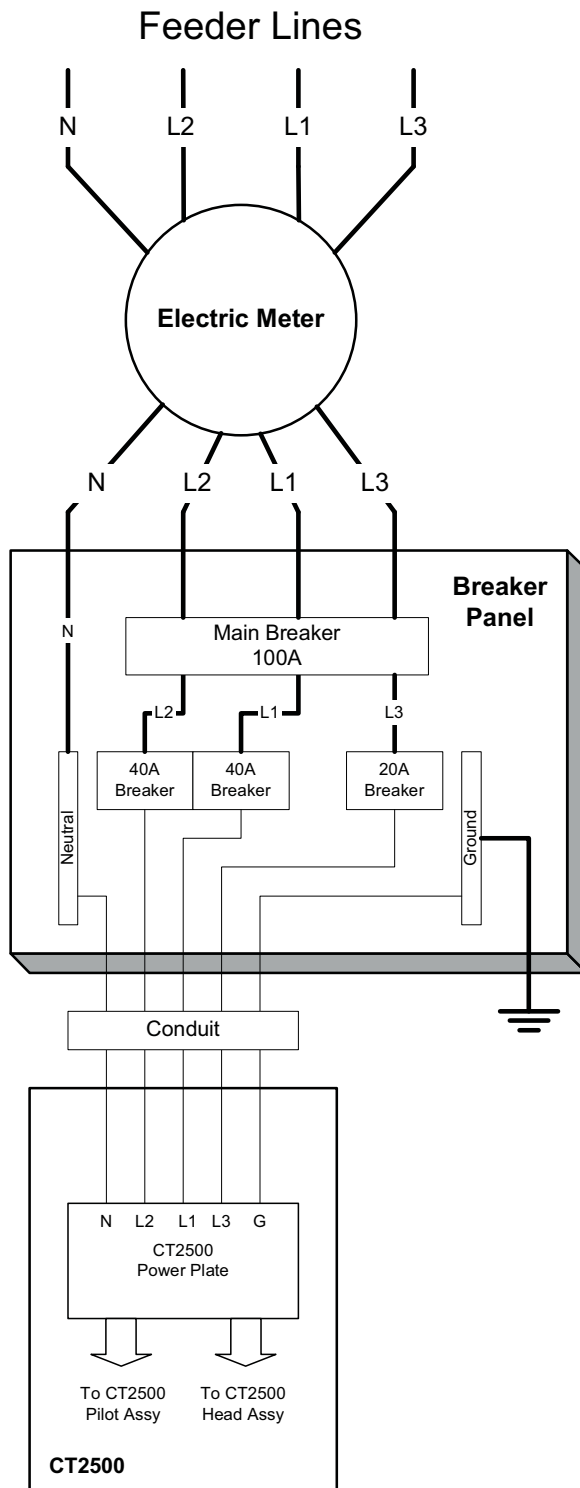 Feeder Lines
N L2 L1 L3
Electric Meter
N L2 L1 L3
Breaker
Panel
N
Main Breaker
100A
L2 L1 L3
40A
Breaker
40A
Breaker
20A
Breaker
Neutral
Ground
Conduit
N L2 L1 L3 G
CT2500
Power Plate
To CT2500
Pilot Assy
To CT2500
Head Assy
CT2500